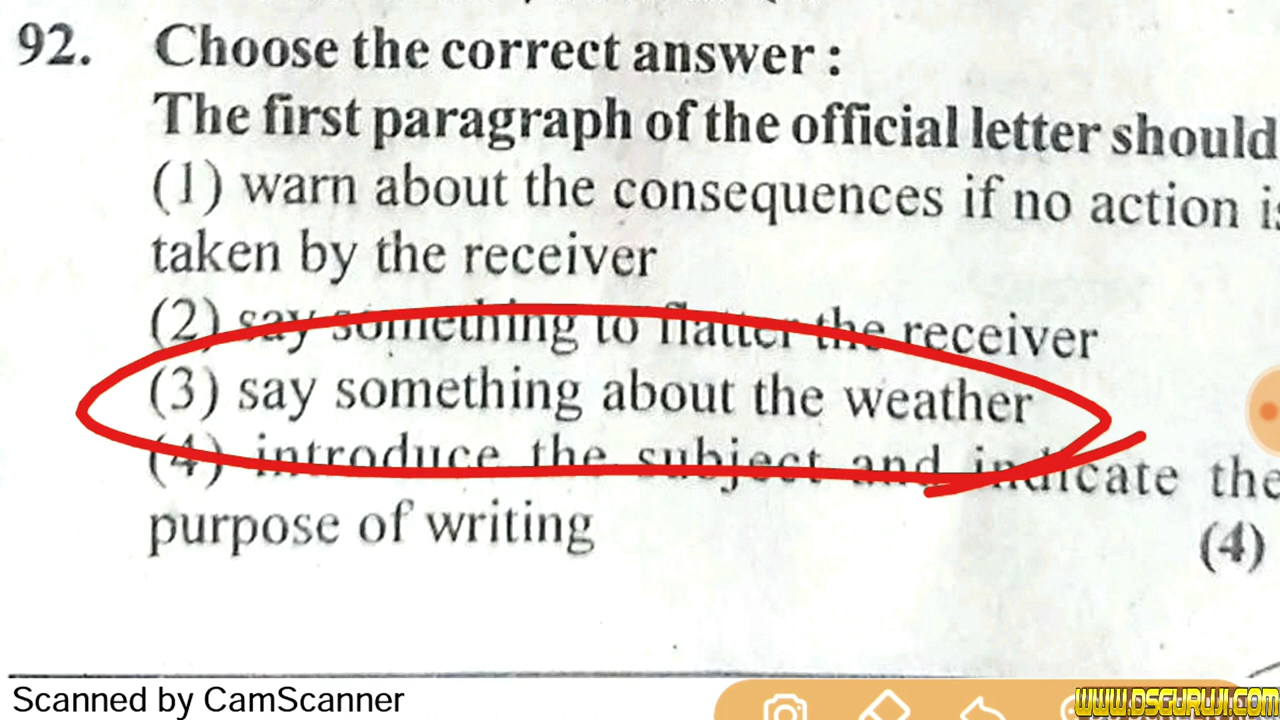 92. Choose the correct answer :
The first paragraph of the official letter should
(1) warn about the consequences if no action is
taken by the receiver
(2) say something to flatter the receiver
(3) say something about the weather
(4) introduce the subject and indicate the
purpose of writing
(4)
Scanned by CamScanner
WWW.DSGURUJI.COM